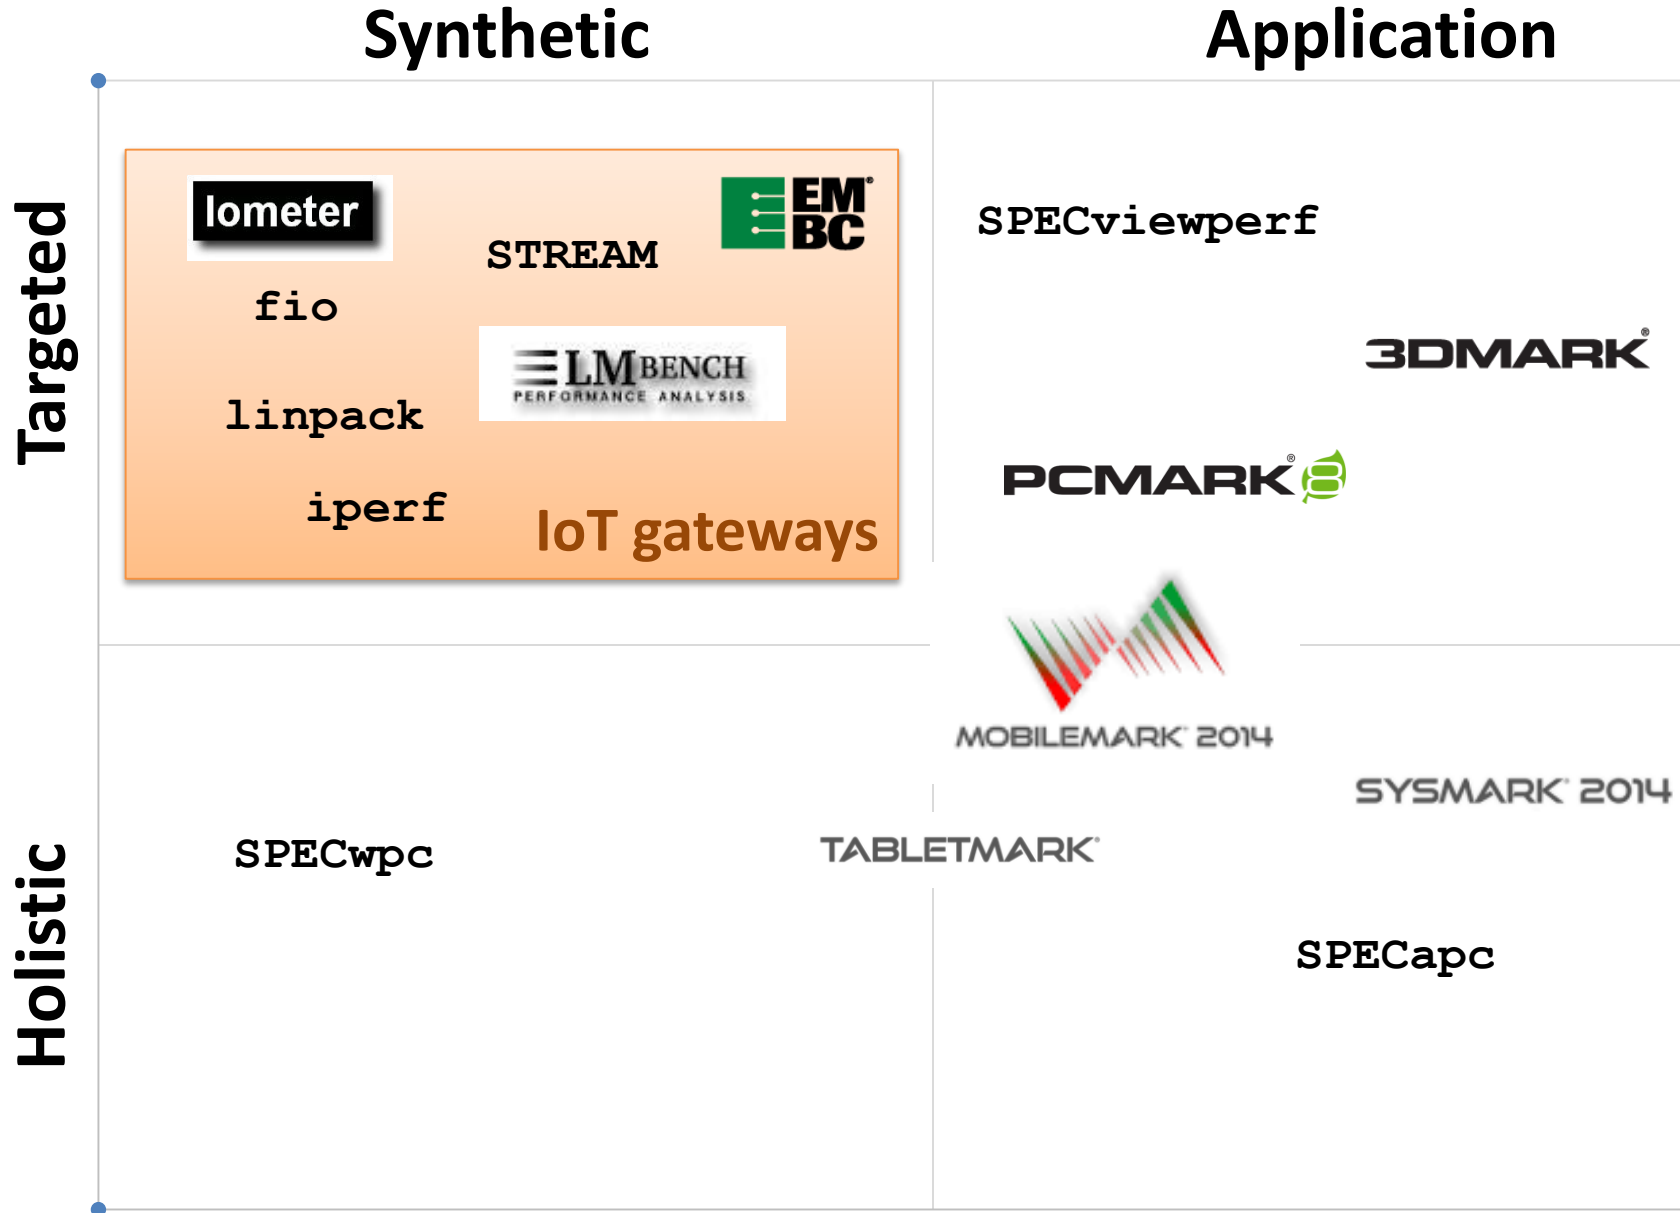 Synthetic
Application
Targeted
Holistic
Iometer
EM®
BC
STREAM
fio
LMBENCH
PERFORMANCE ANALYSIS
linpack
iperf
IoT gateways
SPECviewperf
3DMARK®
PCMARK® 8
MOBILEMARK® 2014
SYSMARK® 2014
TABLETMARK®
SPECwpc
SPECapc